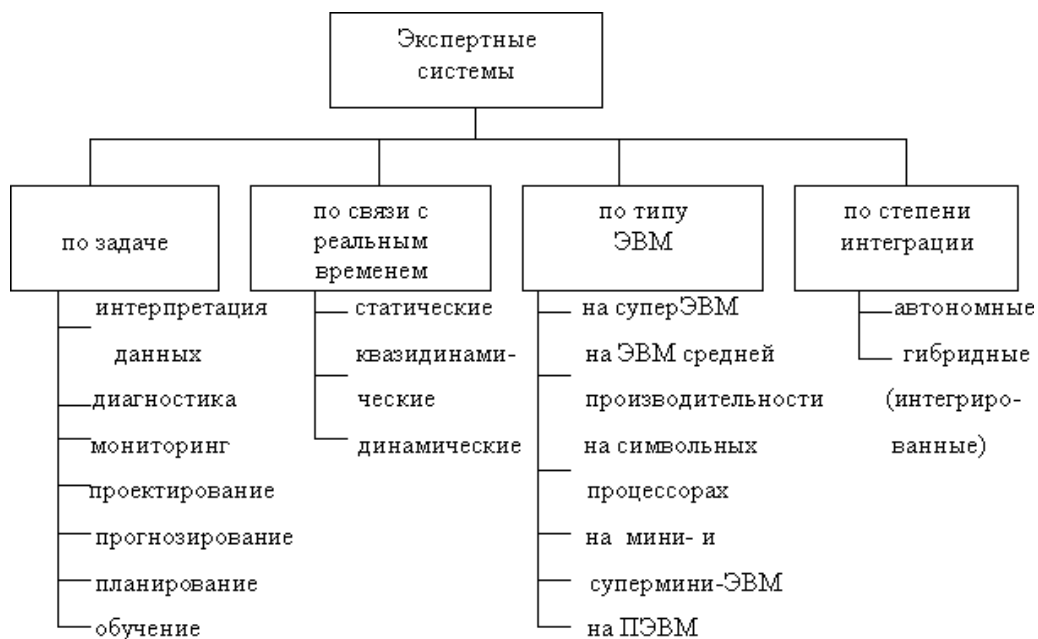 Экспертные
системы
по задаче
по связи с
реальным
временем
по типу
ЭВМ
по степени
интеграции
интерпретация
данных
диагностика
мониторинг
проектирование
прогнозирование
планирование
обучение
статические
квазидинами-
ческие
динамические
на суперЭВМ
на ЭВМ средней
производительности
на символьных
процессорах
на мини- и
супермини-ЭВМ
на ПЭВМ
автономные
гибридные
(интегриро-
ванные)